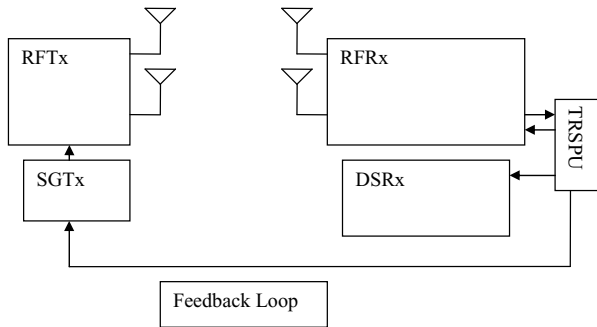 RFTx
RFRx
TRSPU
SGTx
DSRx
Feedback Loop